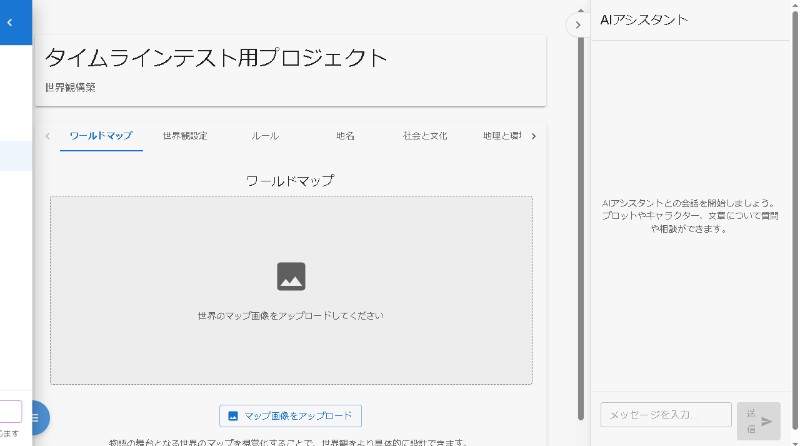 タイムラインテスト用プロジェクト
世界観構築
ワールドマップ
世界観設定
ルール
地名
社会と文化
地理と環
ワールドマップ
世界のマップ画像をアップロードしてください
マップ画像をアップロード
物語の舞台となる世界のマップを視覚化することで、世界観をより具体的に設計できます。
AIアシスタント
AIアシスタントとの会話を開始しましょう。
プロットやキャラクター、文章について質問
や相談ができます。
メッセージを入力...
送
信
ます